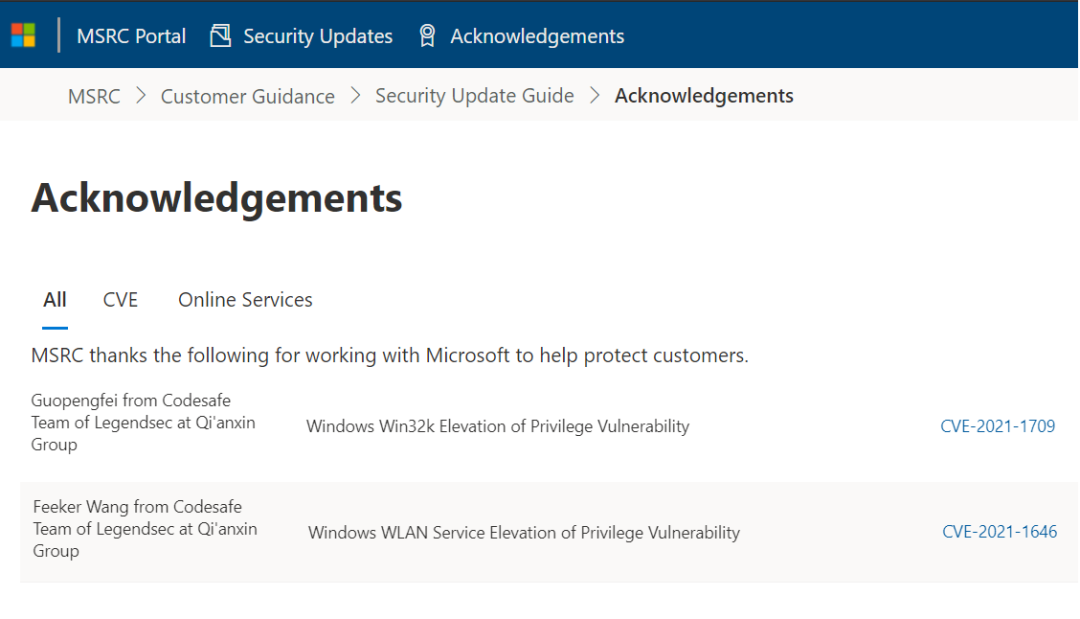 MSRC Portal Security Updates Acknowledgements
MSRC > Customer Guidance > Security Update Guide > Acknowledgements
Acknowledgements
All CVE Online Services
MSRC thanks the following for working with Microsoft to help protect customers.
Guopengfei from Codesafe
Team of Legendsec at Qi'anxin
Group
Windows Win32k Elevation of Privilege Vulnerability
CVE-2021-1709
Feeker Wang from Codesafe
Team of Legendsec at Qi'anxin
Group
Windows WLAN Service Elevation of Privilege Vulnerability
CVE-2021-1646